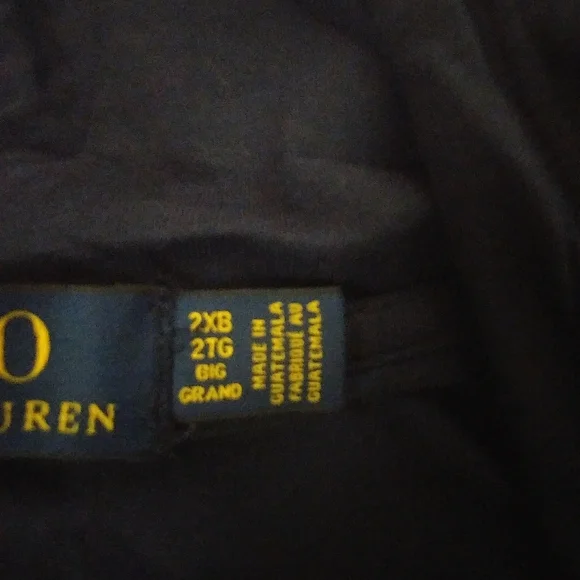 O
UREN
2XB
2TG
BIG
GRAND
MADE IN
GUATEMALA
FABRIQUÉ AU
GUATEMALA